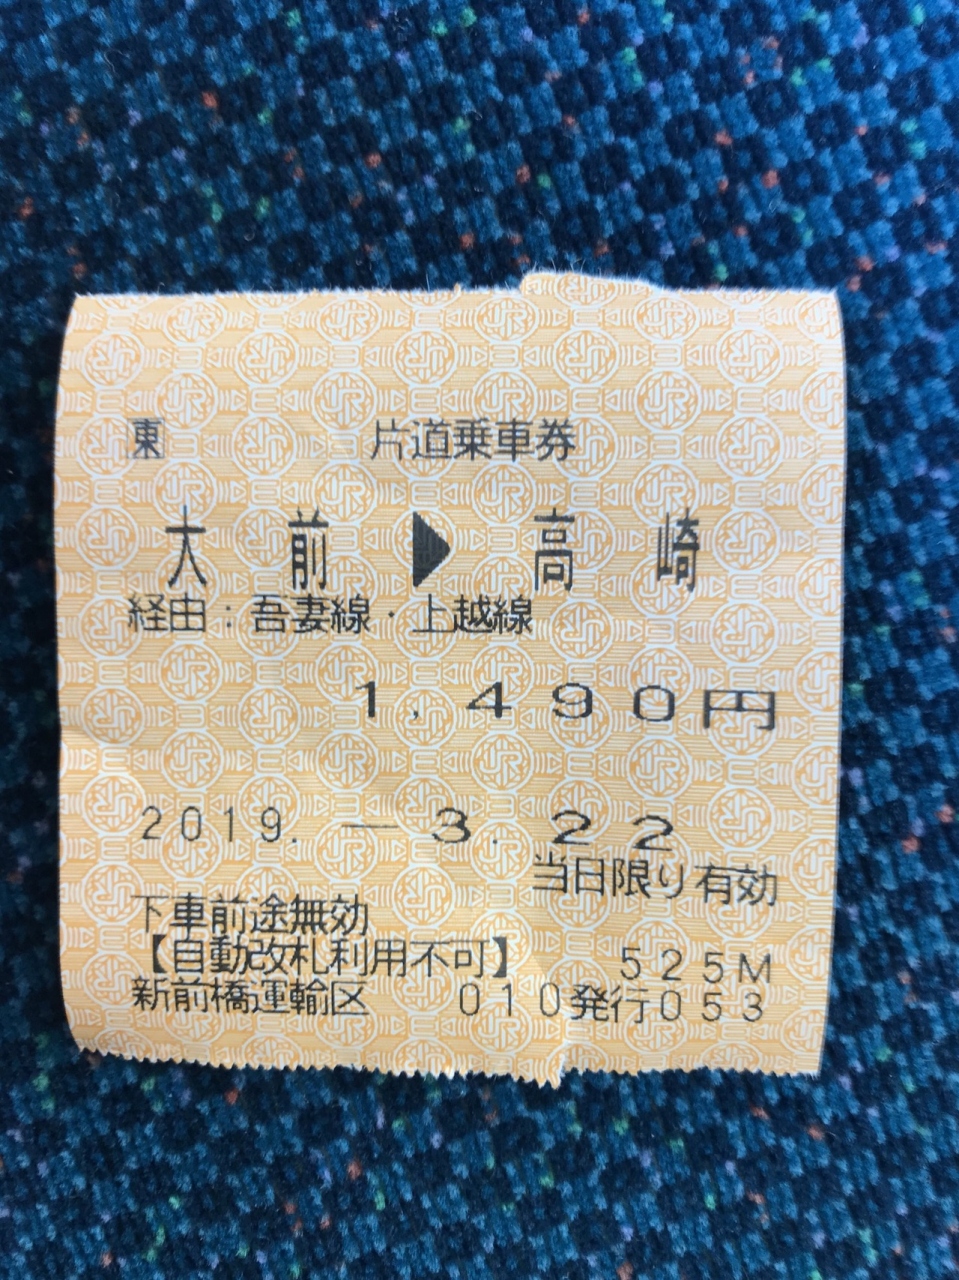 東 片道乗車券
大前▶高崎
経由:吾妻線・上越線
1,490円
2019.-3.22
当日限り有効
下車前途無効
【自動改札利用不可】 525M
新前橋運輸区 010発行053